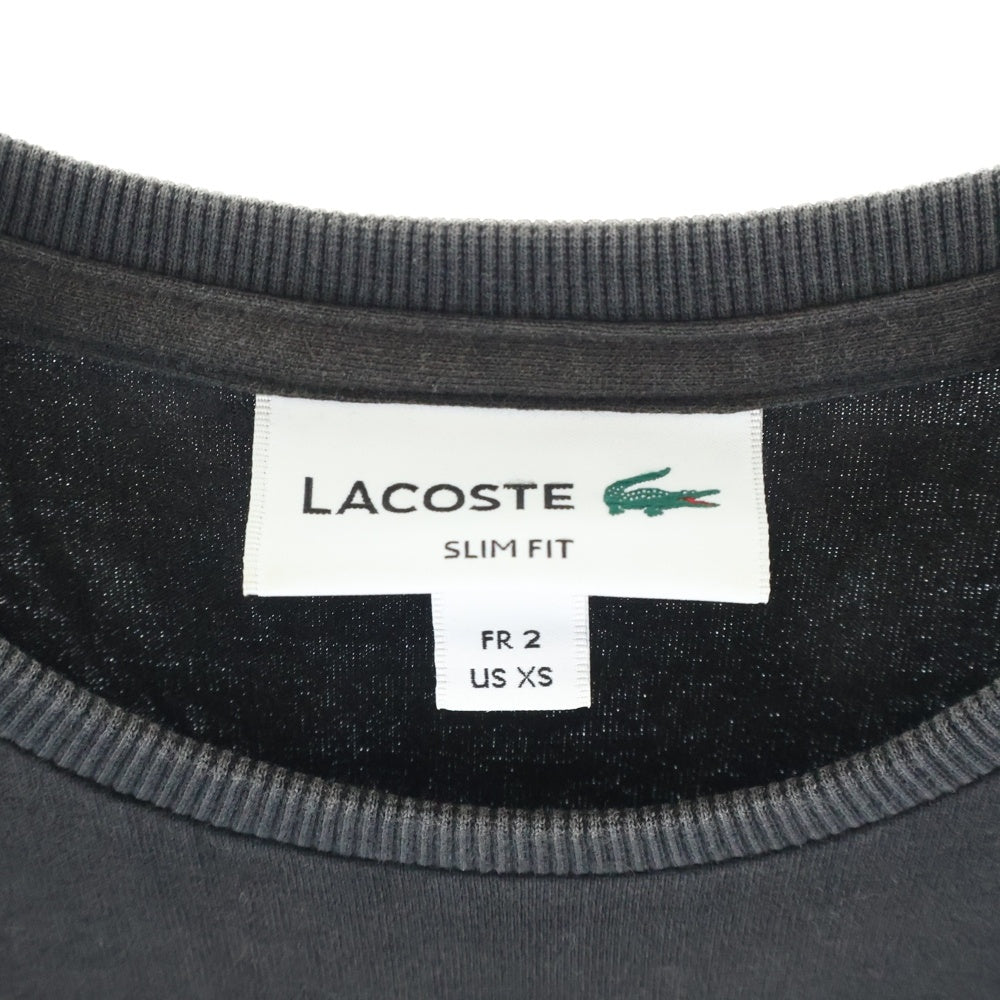 LACOSTE
SLIM FIT
FR 2
US XS